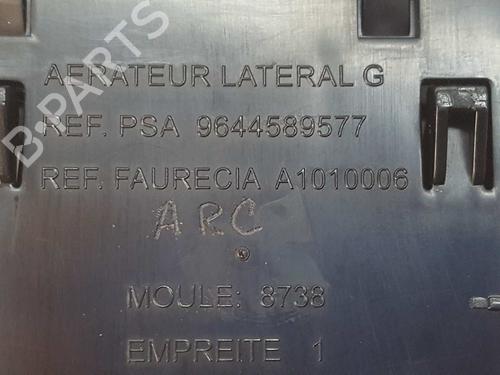 AERATEUR LATERAL G
REF. PSA 9644589577
REF. FAURECIA A1010006
ARC
MOULE: 8738
EMPREITE 1
B-PARTS